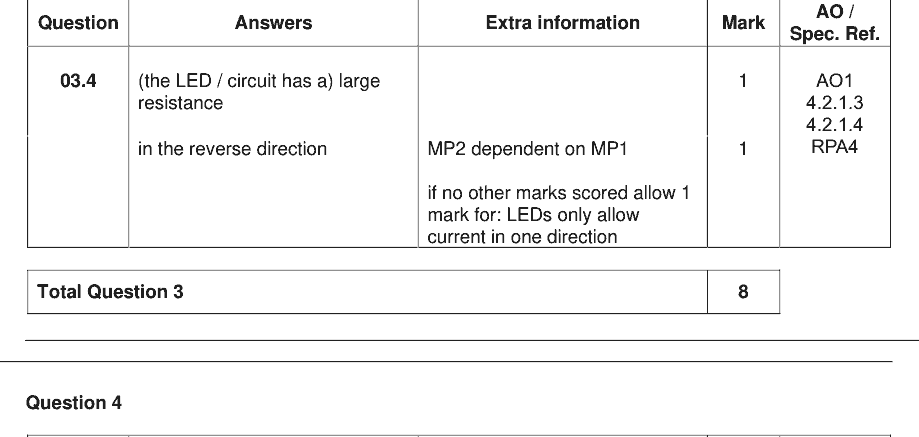 Question Answers Extra information Mark AO /
Spec. Ref.
03.4 (the LED / circuit has a) large 1 AO1
resistance 4.2.1.3
4.2.1.4
in the reverse direction MP2 dependent on MP1 1 RPA4
if no other marks scored allow 1
mark for: LEDs only allow
current in one direction
Total Question 3 8
Question 4